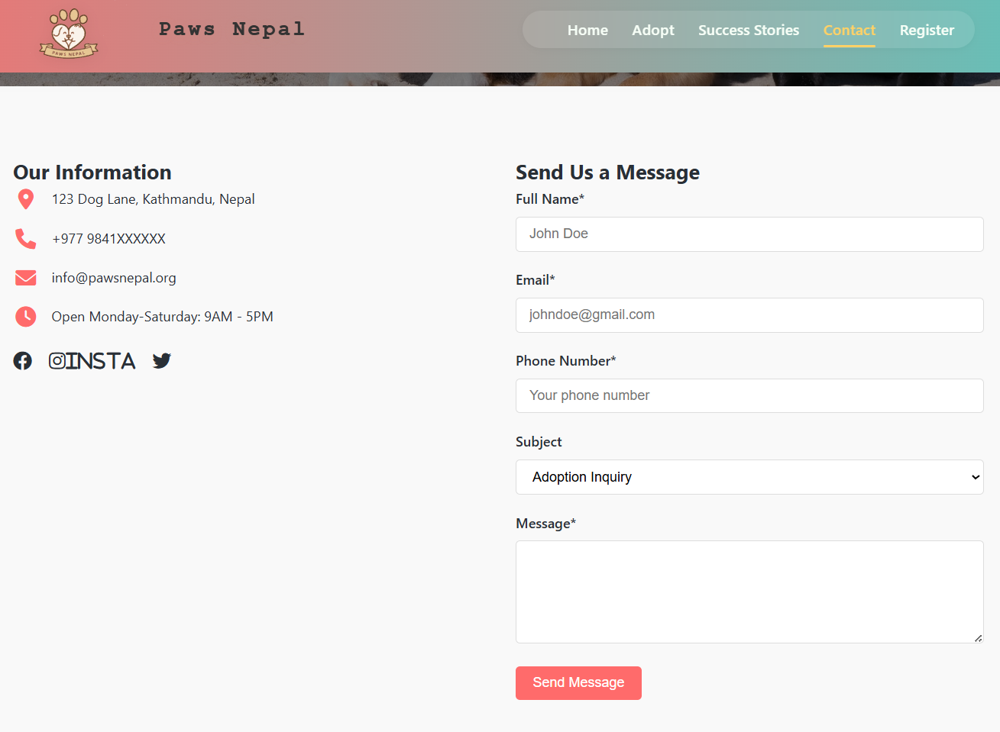 PAWS NEPAL
Paws Nepal
Home Adopt Success Stories Contact Register
Our Information
123 Dog Lane, Kathmandu, Nepal
+977 9841XXXXXX
info@pawsnepal.org
Open Monday-Saturday: 9AM - 5PM
INSTA
Send Us a Message
Full Name*
John Doe
Email*
johndoe@gmail.com
Phone Number*
Your phone number
Subject
Adoption Inquiry
Message*
Send Message